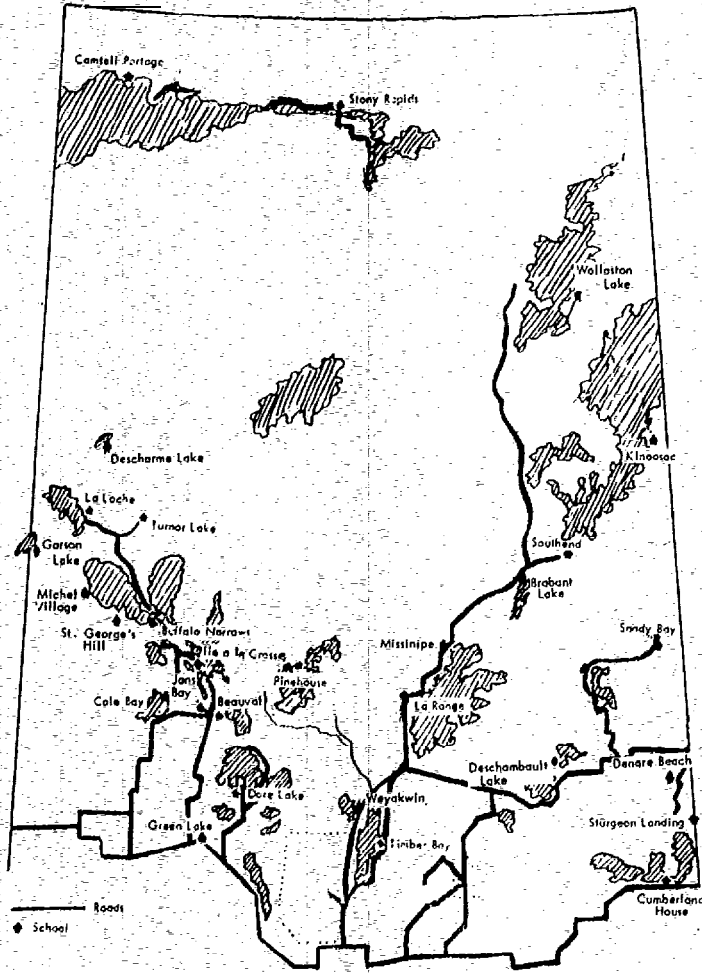 Camsell Portage
Stony Rapids
Wollaston
Lake
Kinoosao
Descharme Lake
La Loche
Turnor Lake
Garson
Lake
Southend
Brabant
Lake
Michel
Village
St. George's
Hill
Buffalo Narrows
Sandy Bay
Missinipe
Ile a la Crosse
Pinehouse
Jans
Bay
Cole Bay
Beauval
La Ronge
Deschambault
Lake
Denare Beach
Dore Lake
Weyakwin
Sturgeon Landing
Green Lake
Timber Bay
Cumberland
House
Roads
School